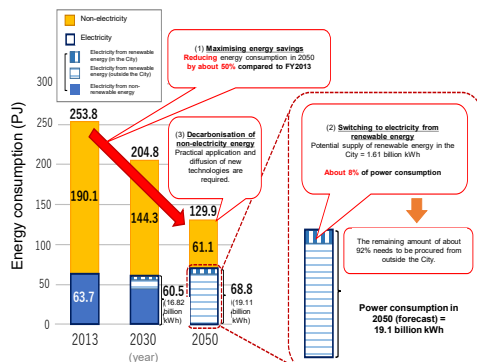 Non-electricity
Electricity
Electricity from renewable
energy (in the City)
Electricity from renewable
energy (outside the City)
Electricity from non-
renewable energy
(1) Maximising energy savings
Reducing energy consumption in 2050
by about 50% compared to FY2013
Energy consumption (PJ)
300
250
200
150
100
50
0
253.8
190.1
63.7
204.8
144.3
60.5
(16.82
billion
kWh)
129.9
61.1
68.8
(19.11
billion
kWh)
2013
2030
2050
(year)
(3) Decarbonisation of
non-electricity energy
Practical application and
diffusion of new
technologies are
required.
(2) Switching to electricity from
renewable energy
Potential supply of renewable energy in the
City = 1.61 billion kWh
About 8% of power consumption
The remaining amount of about
92% needs to be procured from
outside the City.
Power consumption in
2050 (forecast) =
19.1 billion kWh